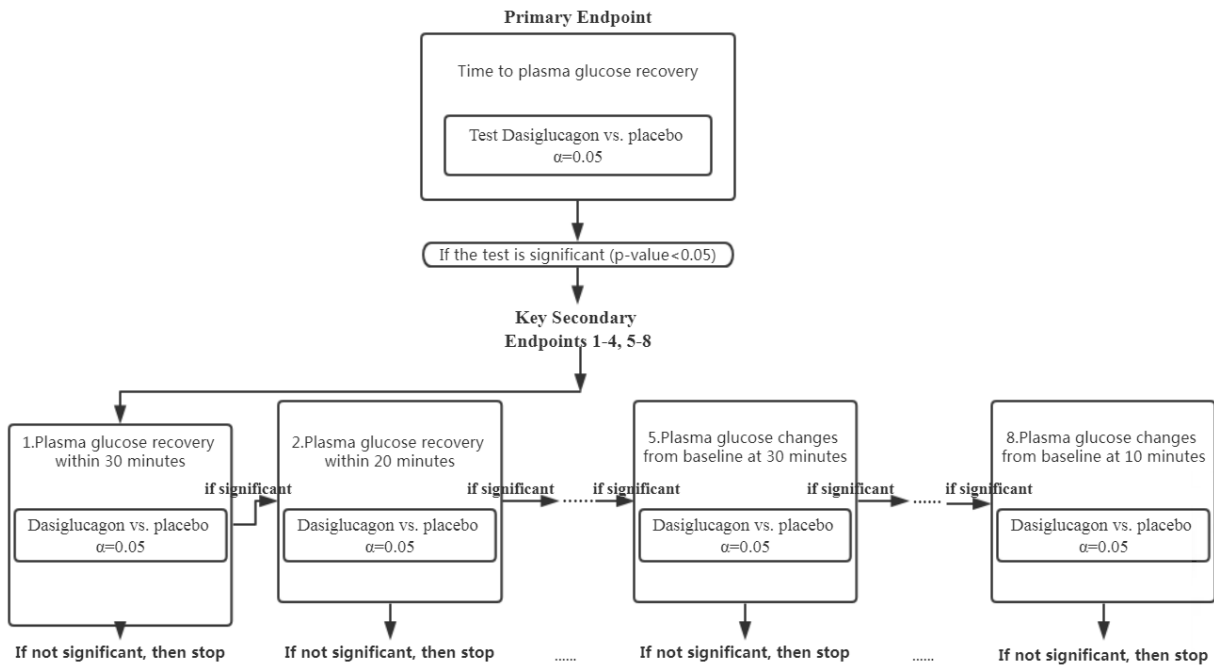 Primary Endpoint
Time to plasma glucose recovery
Test Dasiglucagon vs. placebo
α=0.05
If the test is significant (p-value<0.05)
Key Secondary
Endpoints 1-4, 5-8
1.Plasma glucose recovery
within 30 minutes
if significant
Dasiglucagon vs. placebo
α=0.05
If not significant, then stop
2.Plasma glucose recovery
within 20 minutes
if significant
Dasiglucagon vs. placebo
α=0.05
If not significant, then stop
......
if significant
......
5.Plasma glucose changes
from baseline at 30 minutes
if significant
Dasiglucagon vs. placebo
α=0.05
If not significant, then stop
......
if significant
......
8.Plasma glucose changes
from baseline at 10 minutes
Dasiglucagon vs. placebo
α=0.05
If not significant, then stop